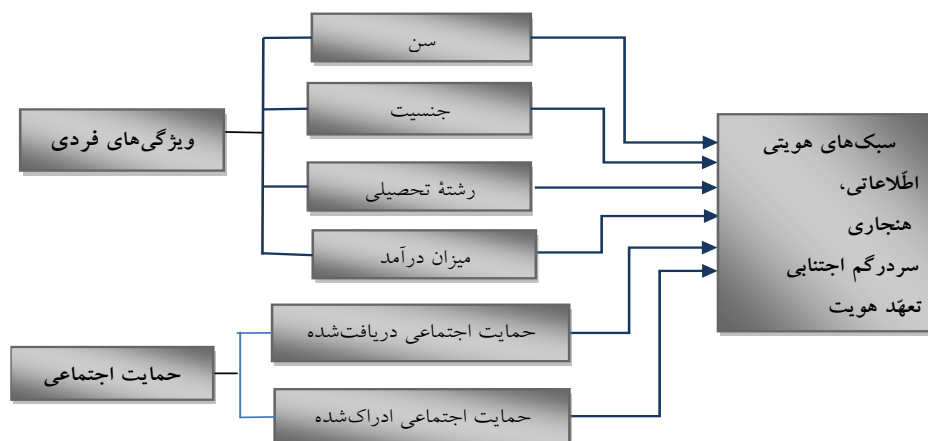 سن
جنسیت
ویژگی‌های فردی
رشتهٔ تحصیلی
میزان درآمد
سبک‌های هویتی
اطّلاعاتی،
هنجاری
سردرگم اجتنابی
تعهّد هویت
حمایت اجتماعی دریافت‌شده
حمایت اجتماعی
حمایت اجتماعی ادراک‌شده